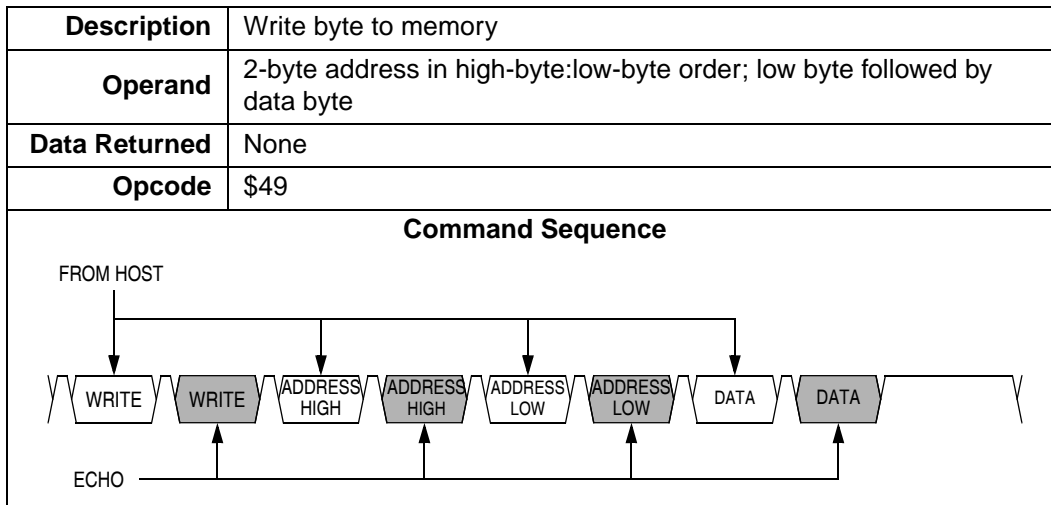 Description Write byte to memory
Operand 2-byte address in high-byte:low-byte order; low byte followed by
data byte
Data Returned None
Opcode $49
Command Sequence
FROM HOST
WRITE WRITE ADDRESS HIGH ADDRESS HIGH ADDRESS LOW ADDRESS LOW DATA DATA
ECHO